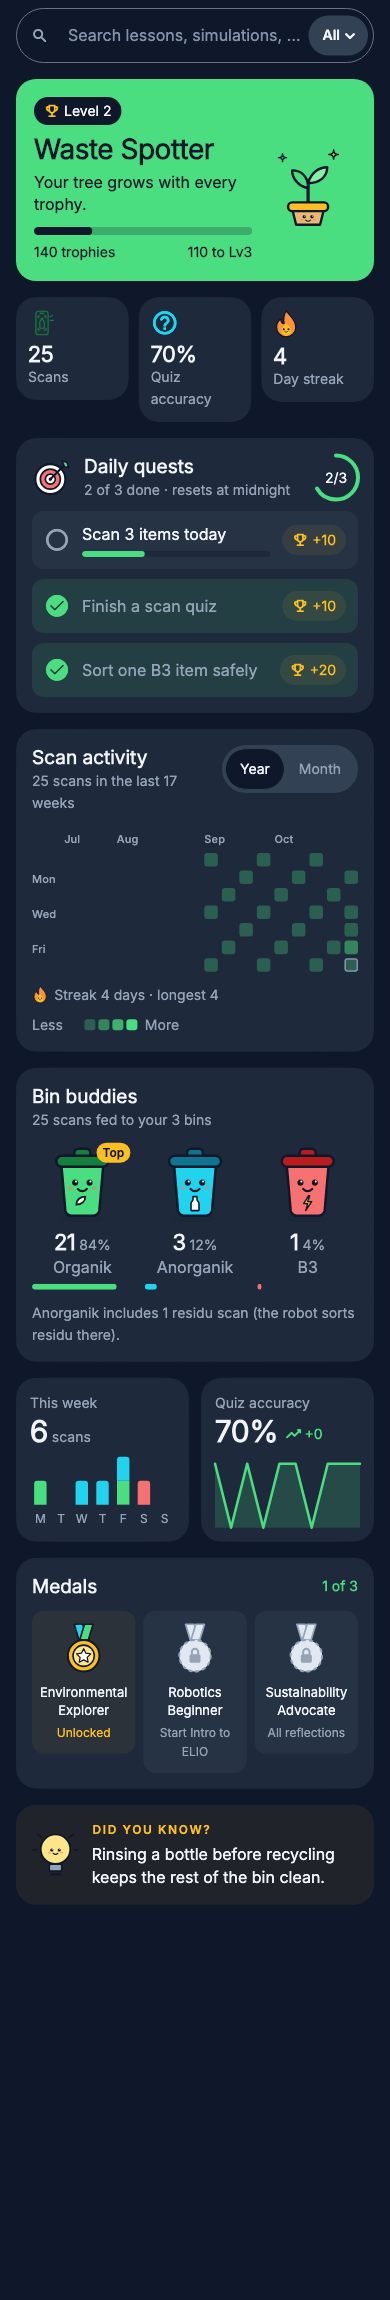 Search lessons, simulations, ...
All
Level 2
Waste Spotter
Your tree grows with every
trophy.
140 trophies
110 to Lv3
25
Scans
70%
Quiz
accuracy
4
Day streak
Daily quests
2 of 3 done · resets at midnight
2/3
Scan 3 items today
+10
Finish a scan quiz
+10
Sort one B3 item safely
+20
Scan activity
25 scans in the last 17
weeks
Year
Month
Jul
Aug
Sep
Oct
Mon
Wed
Fri
Streak 4 days · longest 4
Less
More
Bin buddies
25 scans fed to your 3 bins
Top
21 84%
Organik
3 12%
Anorganik
1 4%
B3
Anorganik includes 1 residu scan (the robot sorts
residu there).
This week
6 scans
M T W T F S S
Quiz accuracy
70% +0
Medals
1 of 3
Environmental
Explorer
Unlocked
Robotics
Beginner
Start Intro to
ELIO
Sustainability
Advocate
All reflections
DID YOU KNOW?
Rinsing a bottle before recycling
keeps the rest of the bin clean.